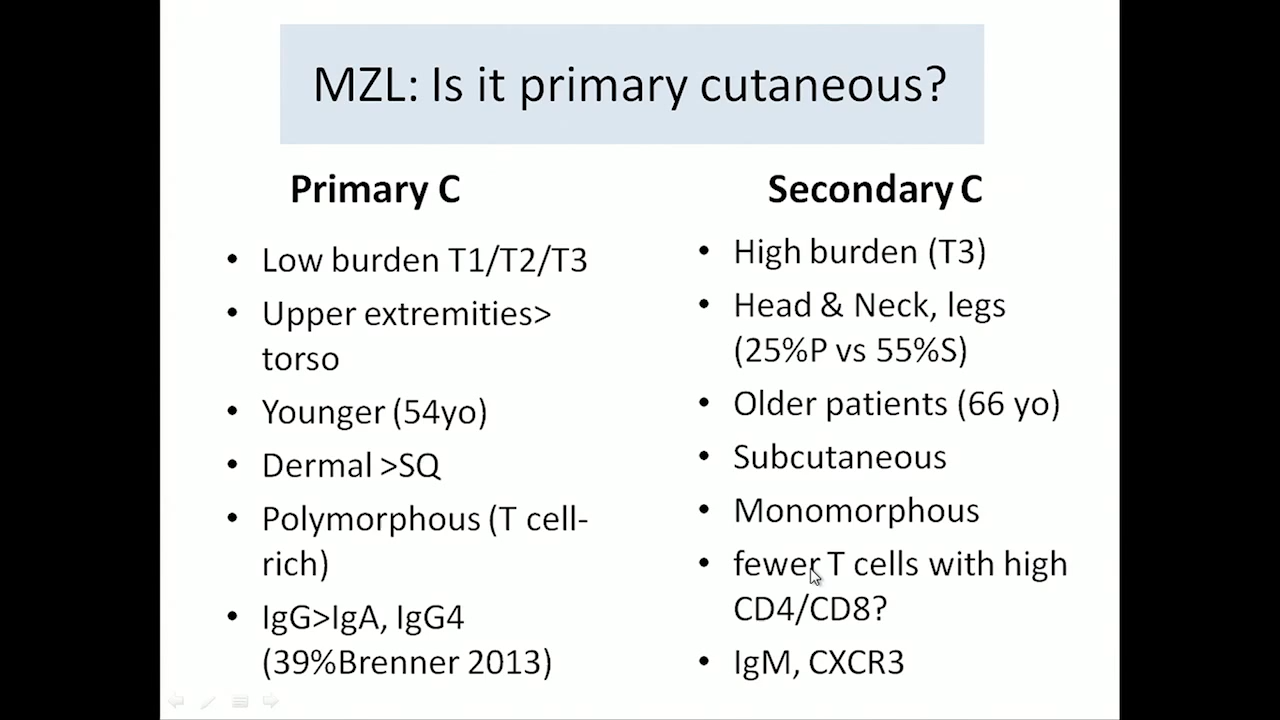 MZL: Is it primary cutaneous?
Primary C
• Low burden T1/T2/T3
• Upper extremities>
torso
• Younger (54yo)
• Dermal >SQ
• Polymorphous (T cell-
rich)
• IgG>IgA, IgG4
(39%Brenner 2013)
Secondary C
• High burden (T3)
• Head & Neck, legs
(25%P vs 55%S)
• Older patients (66 yo)
• Subcutaneous
• Monomorphous
• fewer T cells with high
CD4/CD8?
• IgM, CXCR3